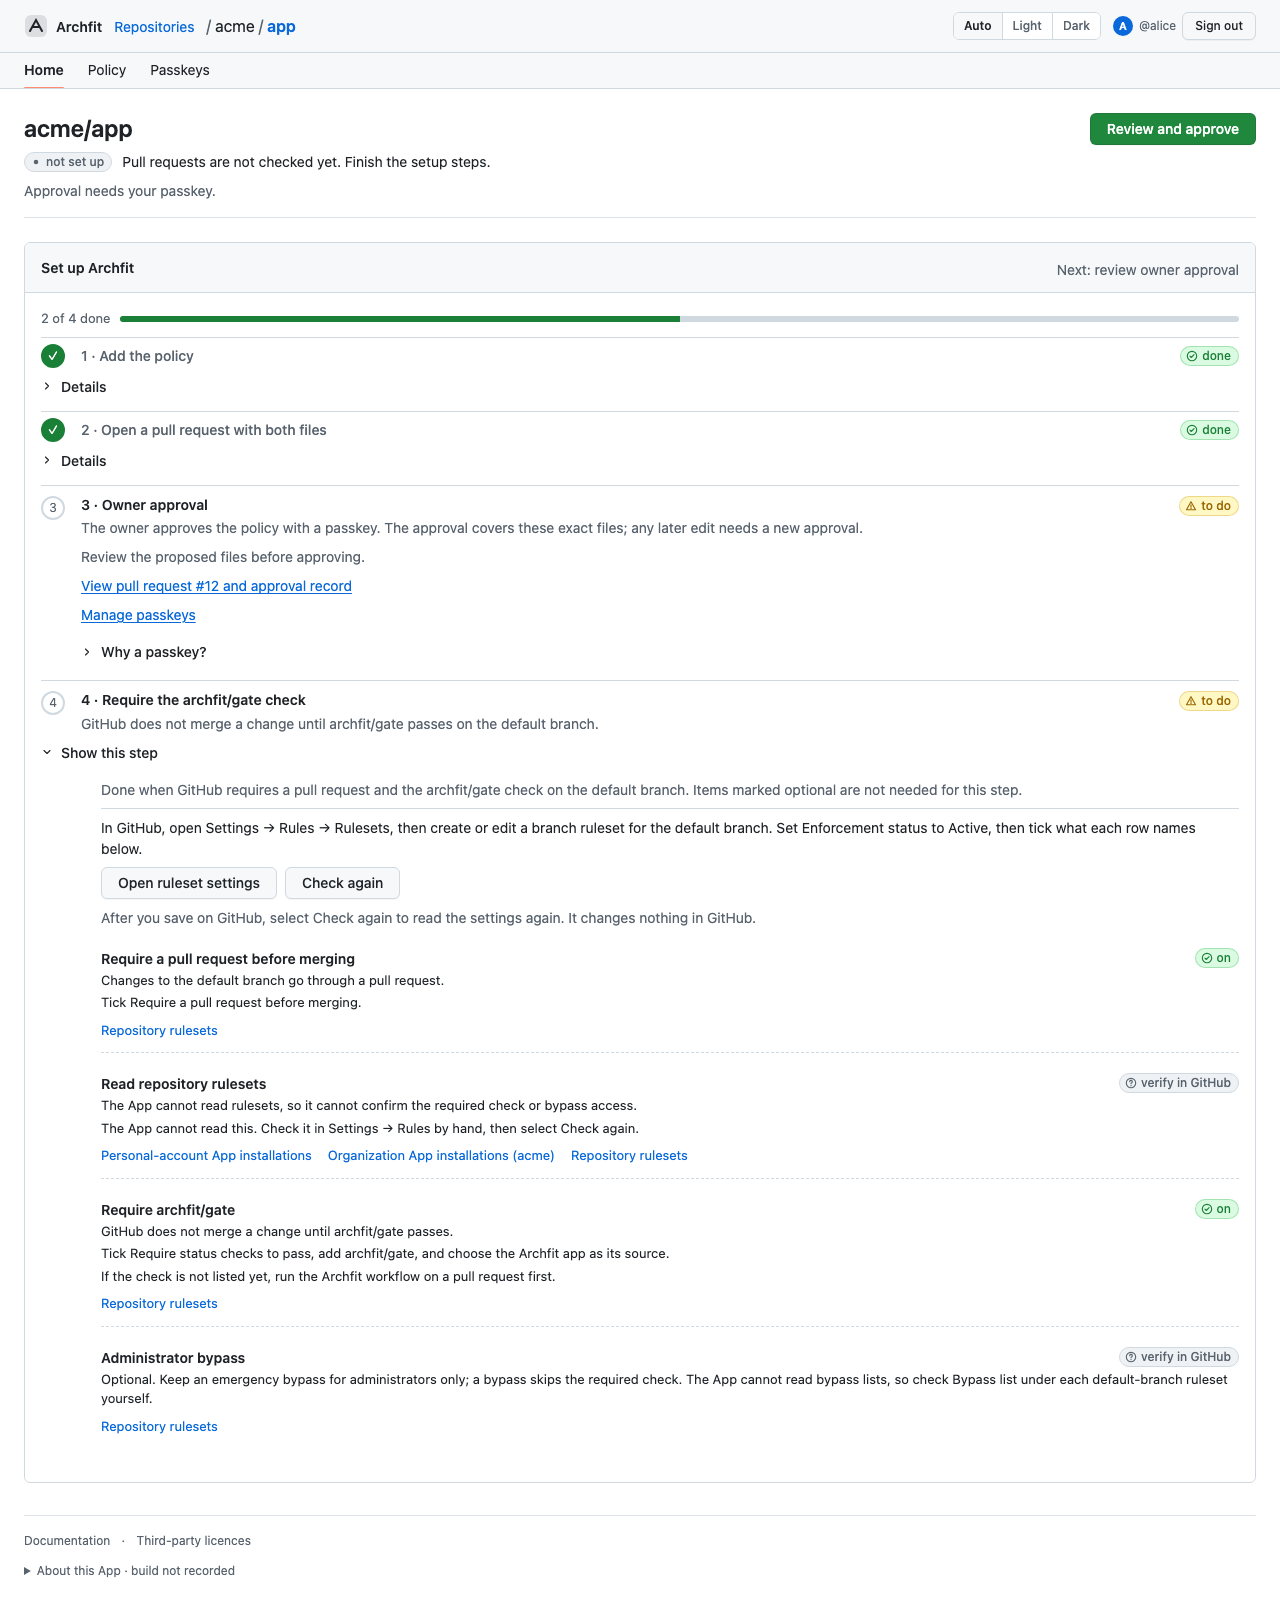 Archfit Repositories / acme / app
Auto Light Dark A @alice Sign out
Home Policy Passkeys
acme/app
Review and approve
not set up Pull requests are not checked yet. Finish the setup steps.
Approval needs your passkey.
Set up Archfit
Next: review owner approval
2 of 4 done
1 · Add the policy
done
Details
2 · Open a pull request with both files
done
Details
3
3 · Owner approval
to do
The owner approves the policy with a passkey. The approval covers these exact files; any later edit needs a new approval.
Review the proposed files before approving.
View pull request #12 and approval record
Manage passkeys
Why a passkey?
4
4 · Require the archfit/gate check
to do
GitHub does not merge a change until archfit/gate passes on the default branch.
Show this step
Done when GitHub requires a pull request and the archfit/gate check on the default branch. Items marked optional are not needed for this step.
In GitHub, open Settings → Rules → Rulesets, then create or edit a branch ruleset for the default branch. Set Enforcement status to Active, then tick what each row names
below.
Open ruleset settings Check again
After you save on GitHub, select Check again to read the settings again. It changes nothing in GitHub.
Require a pull request before merging
on
Changes to the default branch go through a pull request.
Tick Require a pull request before merging.
Repository rulesets
Read repository rulesets
verify in GitHub
The App cannot read rulesets, so it cannot confirm the required check or bypass access.
The App cannot read this. Check it in Settings → Rules by hand, then select Check again.
Personal-account App installations Organization App installations (acme) Repository rulesets
Require archfit/gate
on
GitHub does not merge a change until archfit/gate passes.
Tick Require status checks to pass, add archfit/gate, and choose the Archfit app as its source.
If the check is not listed yet, run the Archfit workflow on a pull request first.
Repository rulesets
Administrator bypass
verify in GitHub
Optional. Keep an emergency bypass for administrators only; a bypass skips the required check. The App cannot read bypass lists, so check Bypass list under each default-branch ruleset
yourself.
Repository rulesets
Documentation · Third-party licences
About this App · build not recorded